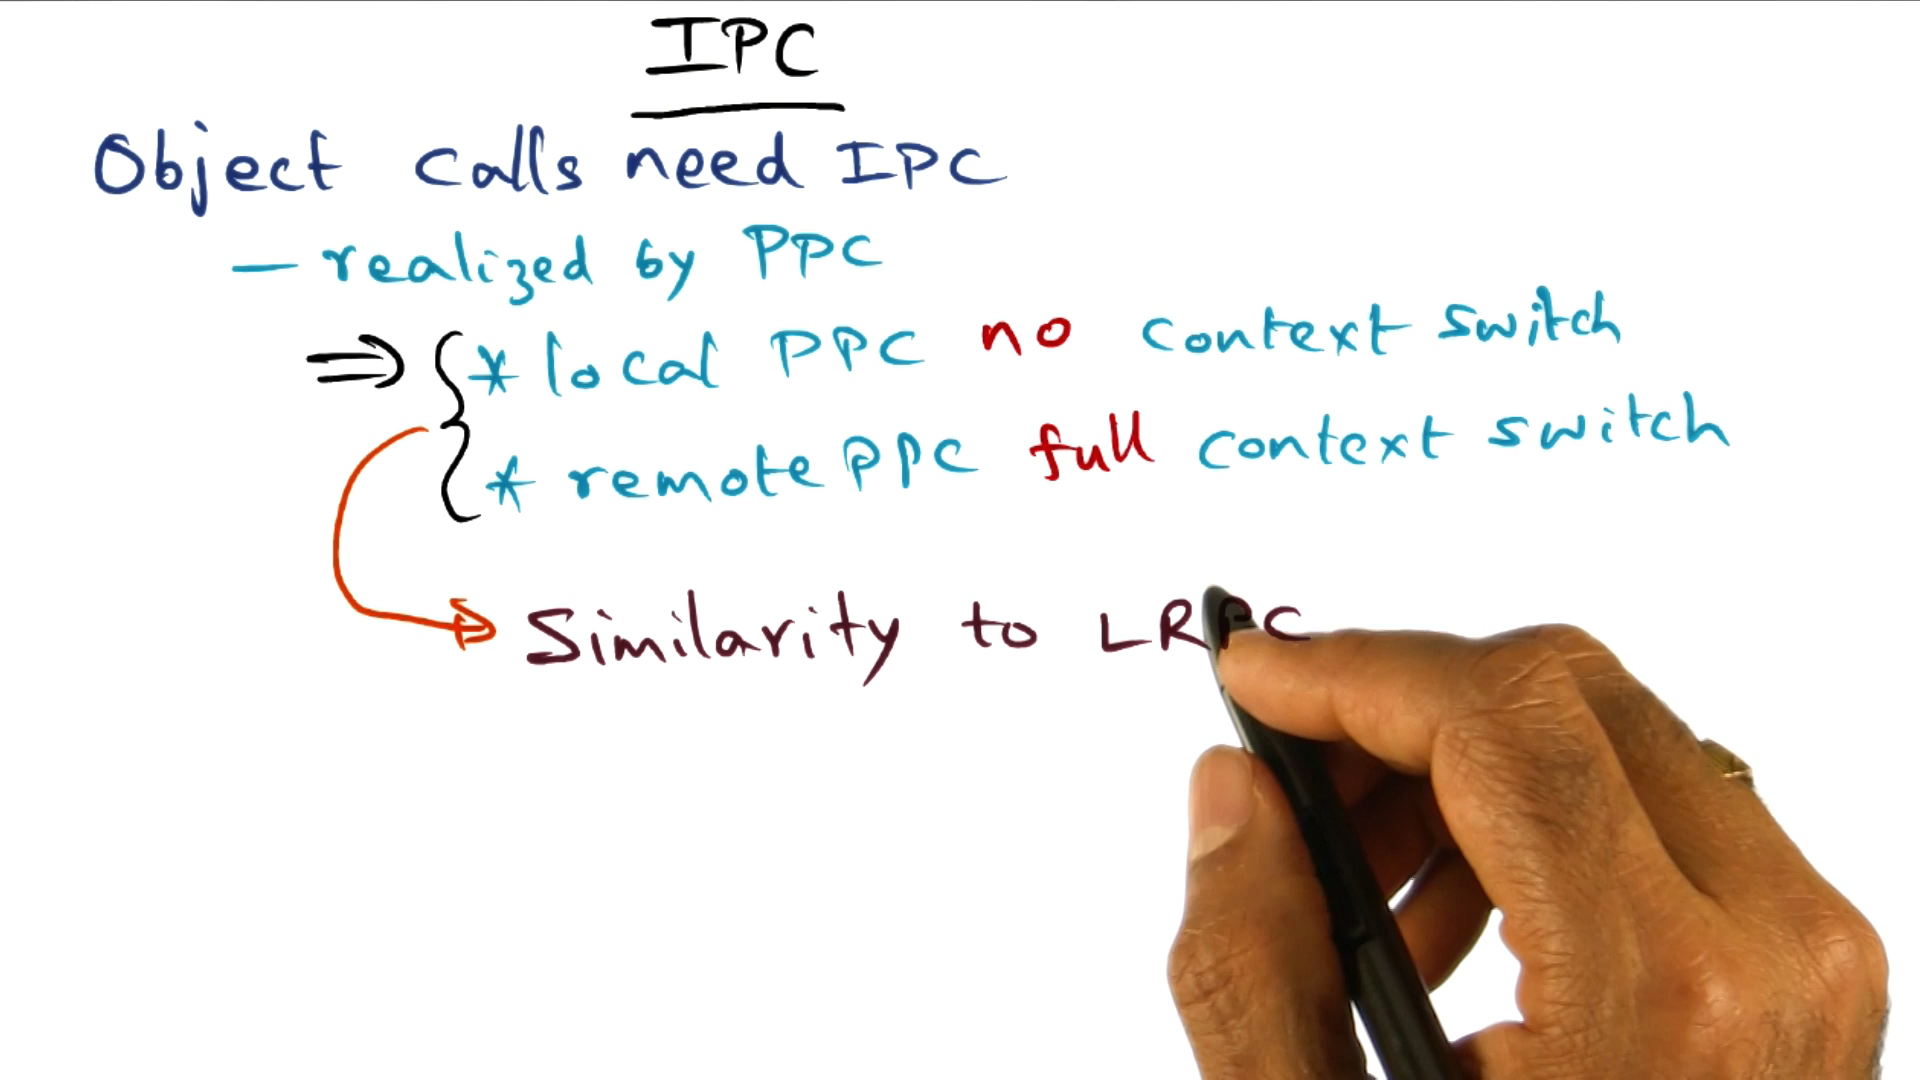 IPC
Object calls need IPC
— realized by PPC
⇒ { * local PPC no context switch
* remote PPC full context switch
Similarity to LRPC